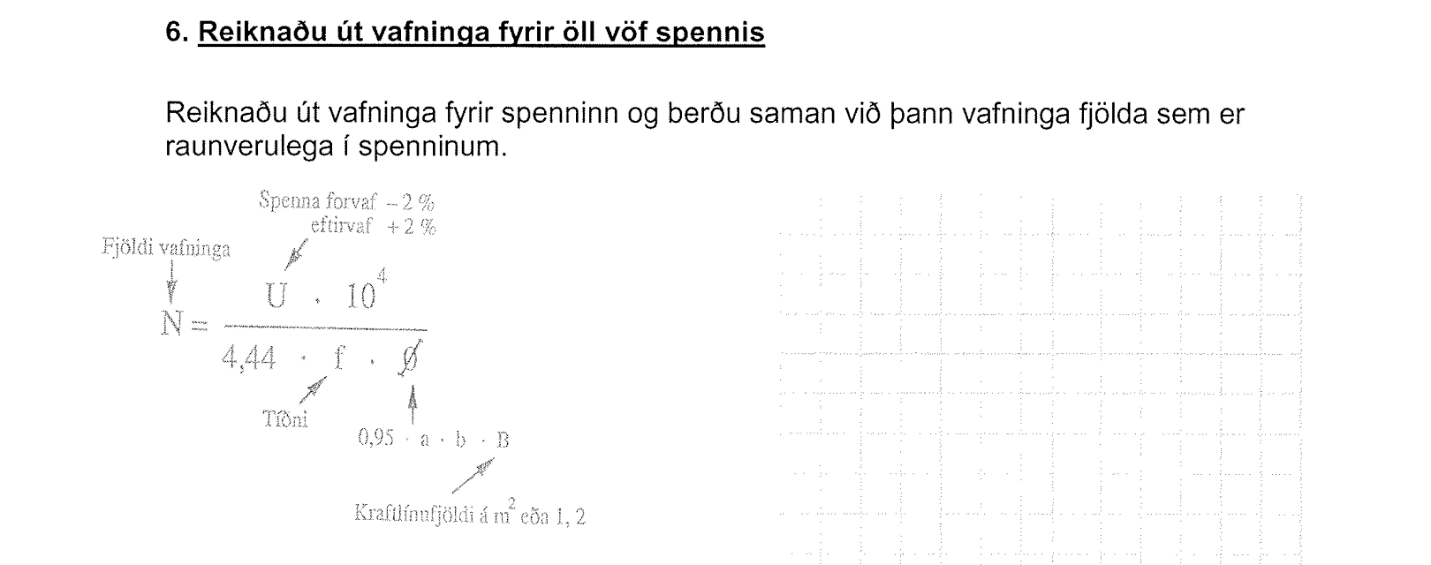 6. Reiknaðu út vafninga fyrir öll vöf spennis
Reiknaðu út vafninga fyrir spenninn og berðu saman við þann vafninga fjölda sem er
raunverulega í spenninum.
Spenna forvaf – 2 %
eftirvaf + 2 %
Fjöldi vafninga
U · 10⁴
N =
4,44 · f · Ø
Tíðni
0,95 · a · b · B
Kraftlínufjöldi á m² eða 1, 2